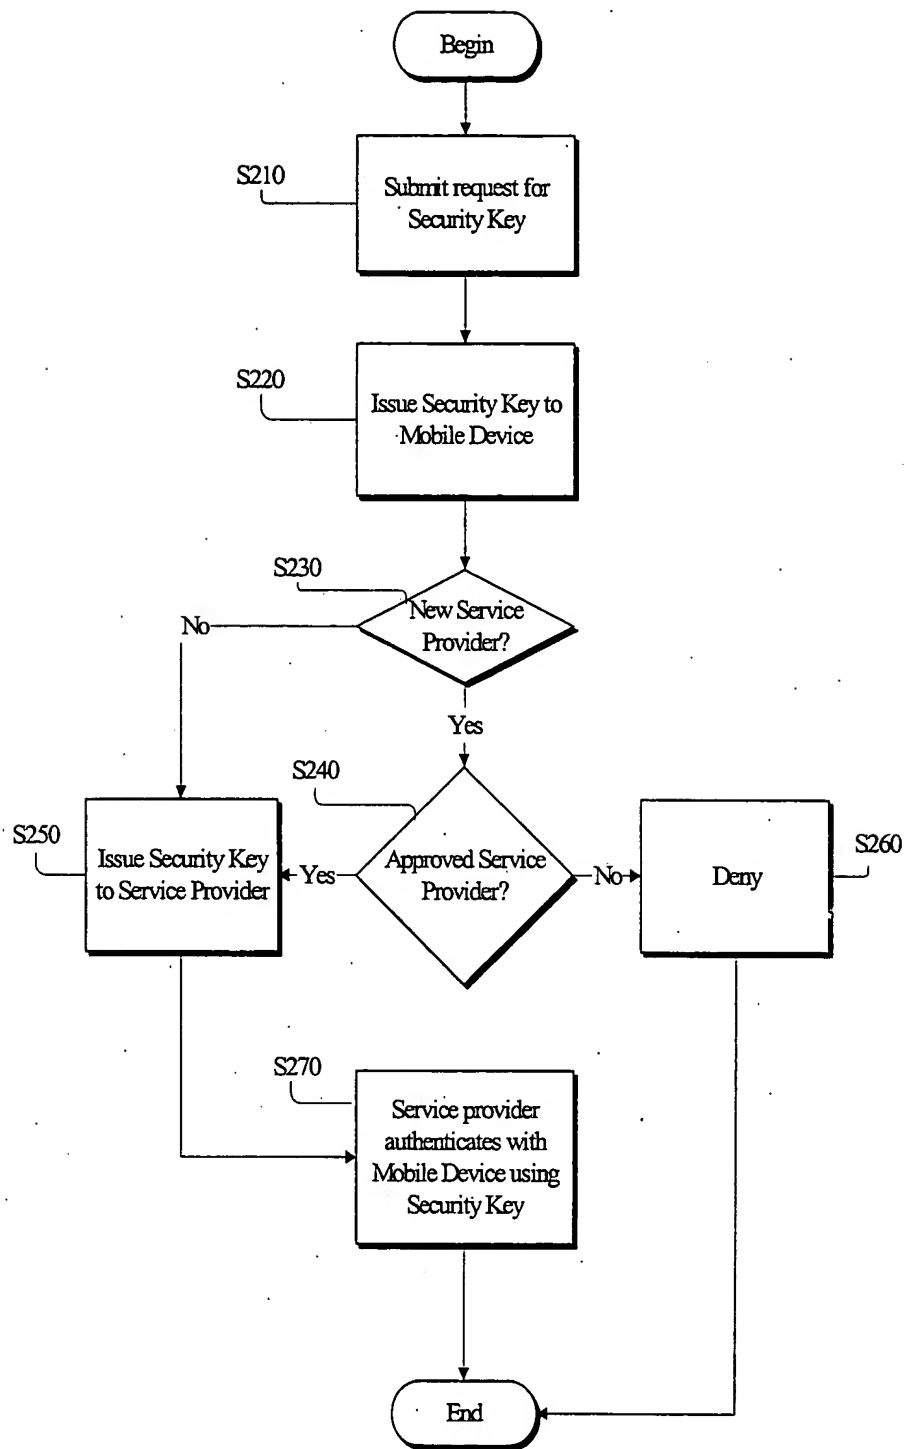 Begin
S210
Submit request for
Security Key
S220
Issue Security Key to
Mobile Device
S230
New Service
Provider?
No
Yes
S240
S250
Issue Security Key
to Service Provider
Yes
Approved Service
Provider?
No
Deny
S260
S270
Service provider
authenticates with
Mobile Device using
Security Key
End